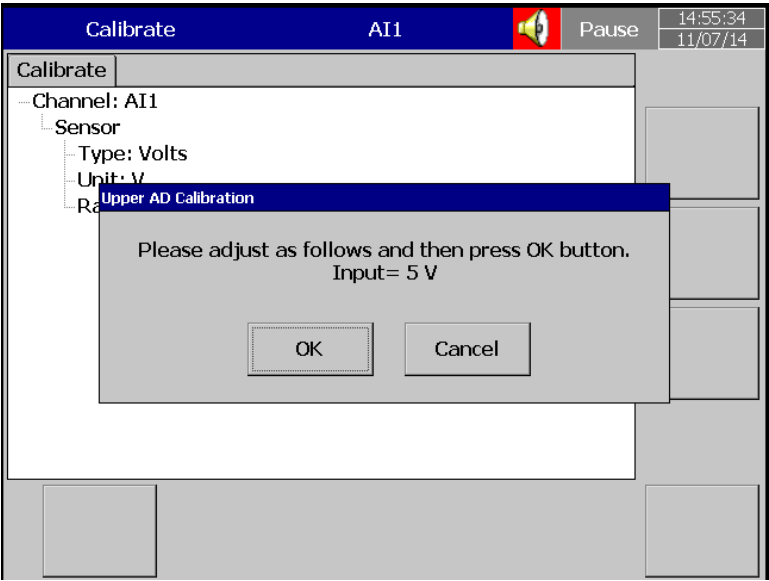 Calibrate AI1 Pause 14:55:34
11/07/14
Calibrate
Channel: AI1
Sensor
Type: Volts
Unit: V
Upper AD Calibration
Please adjust as follows and then press OK button.
Input= 5 V
OK Cancel